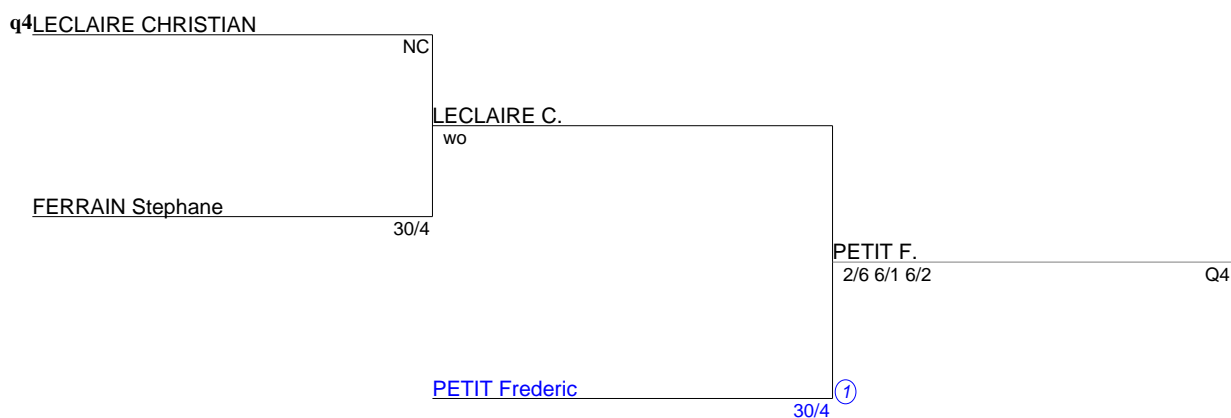 q4LECLAIRE CHRISTIAN
NC
LECLAIRE C.
wo
FERRAIN Stephane
30/4
PETIT F.
2/6 6/1 6/2 Q4
PETIT Frederic 1
30/4